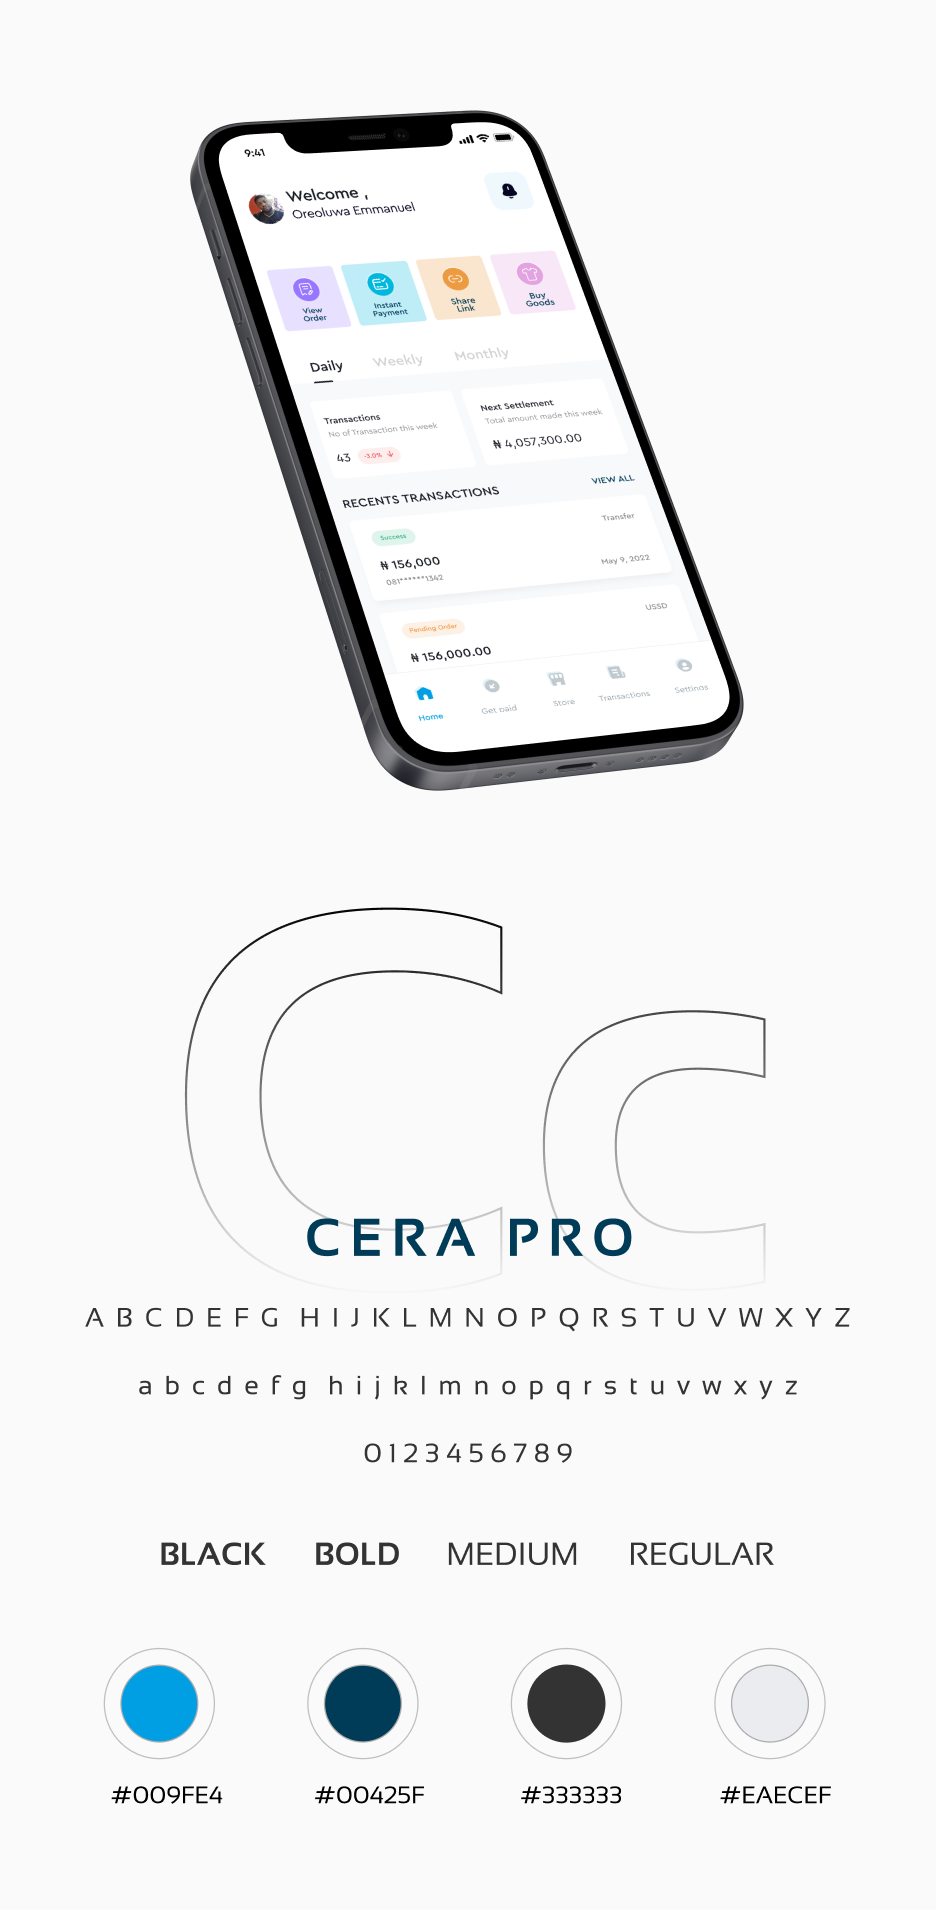 9:41
Welcome ,
Oreoluwa Emmanuel
View
Order
Instant
Payment
Share
Link
Buy
Goods
Daily Weekly Monthly
Transactions
No of Transaction this week
43 -3.0%
Next Settlement
Total amount made this week
₦ 4,057,300.00
RECENTS TRANSACTIONS
VIEW ALL
Success
Transfer
₦ 156,000
081******1342
May 9, 2022
Pending Order
USSD
₦ 156,000.00
Home Get paid Store Transactions Settings
Cc
CERA PRO
A B C D E F G H I J K L M N O P Q R S T U V W X Y Z
a b c d e f g h i j k l m n o p q r s t u v w x y z
0 1 2 3 4 5 6 7 8 9
BLACK BOLD MEDIUM REGULAR
#009FE4 #00425F #333333 #EAECEF